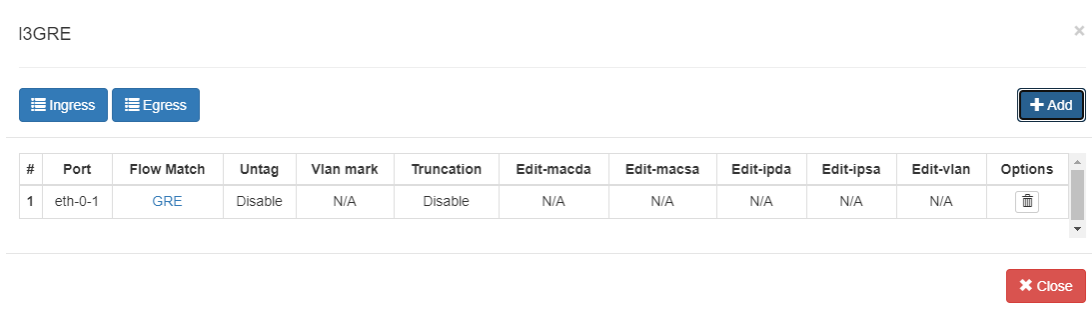 l3GRE
×
Ingress Egress Add
# Port Flow Match Untag Vlan mark Truncation Edit-macda Edit-macsa Edit-ipda Edit-ipsa Edit-vlan Options
1 eth-0-1 GRE Disable N/A Disable N/A N/A N/A N/A N/A
Close